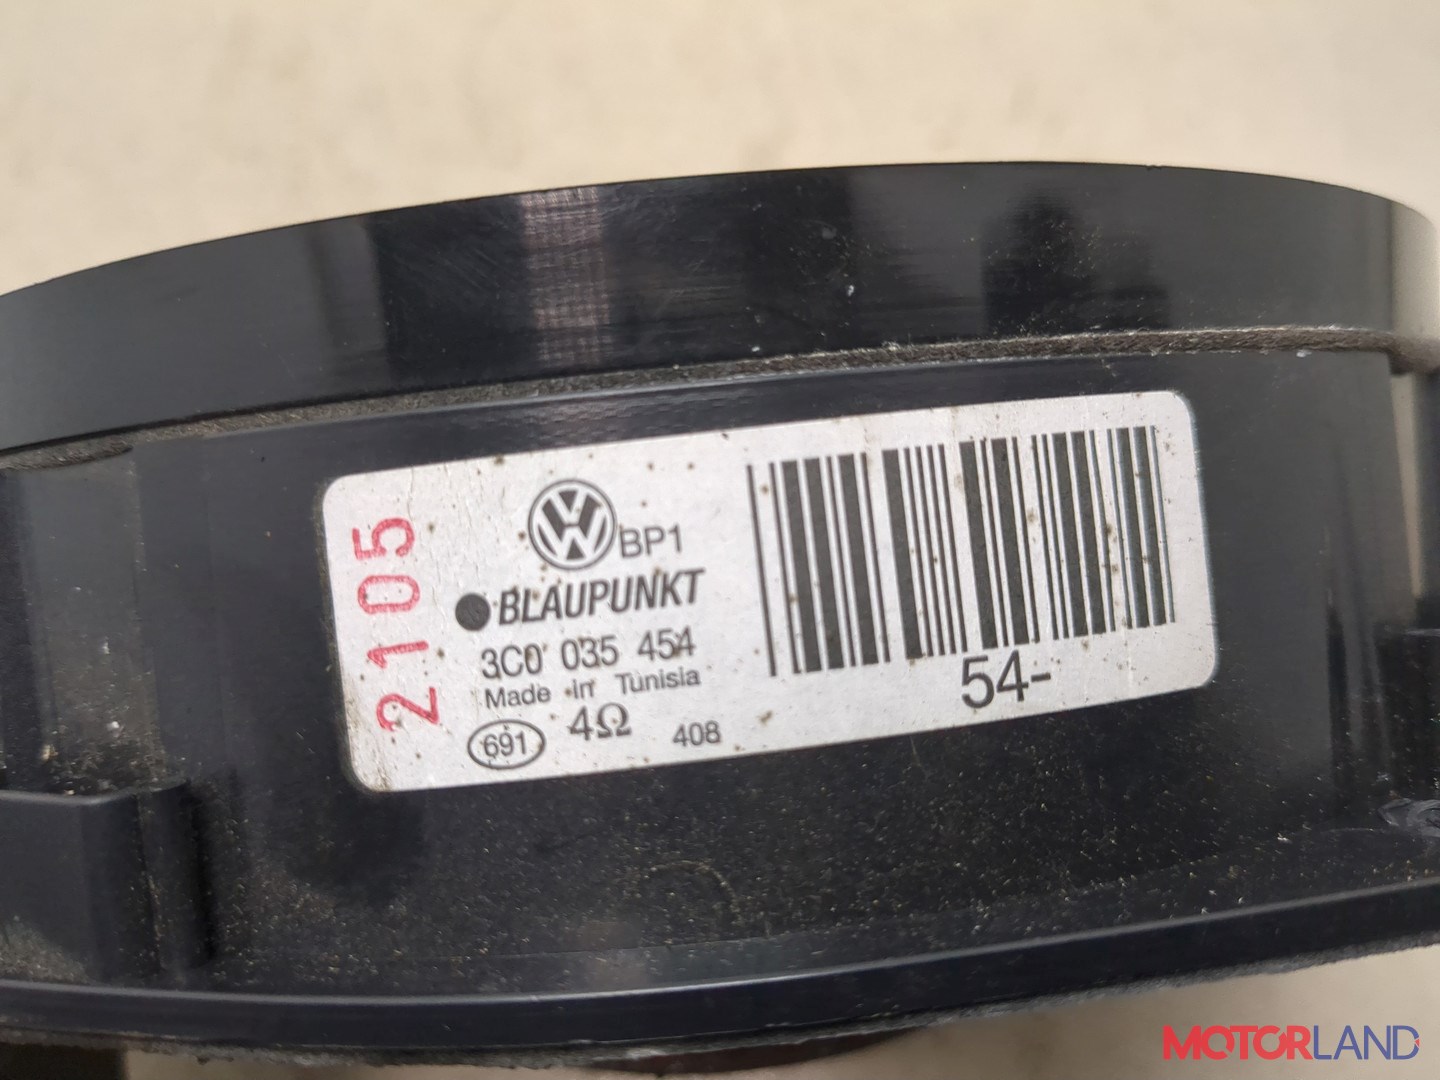 2105
BP1
BLAUPUNKT
3C0 035 454
Made in Tunisia
691 4Ω 408
54-
MOTORLAND